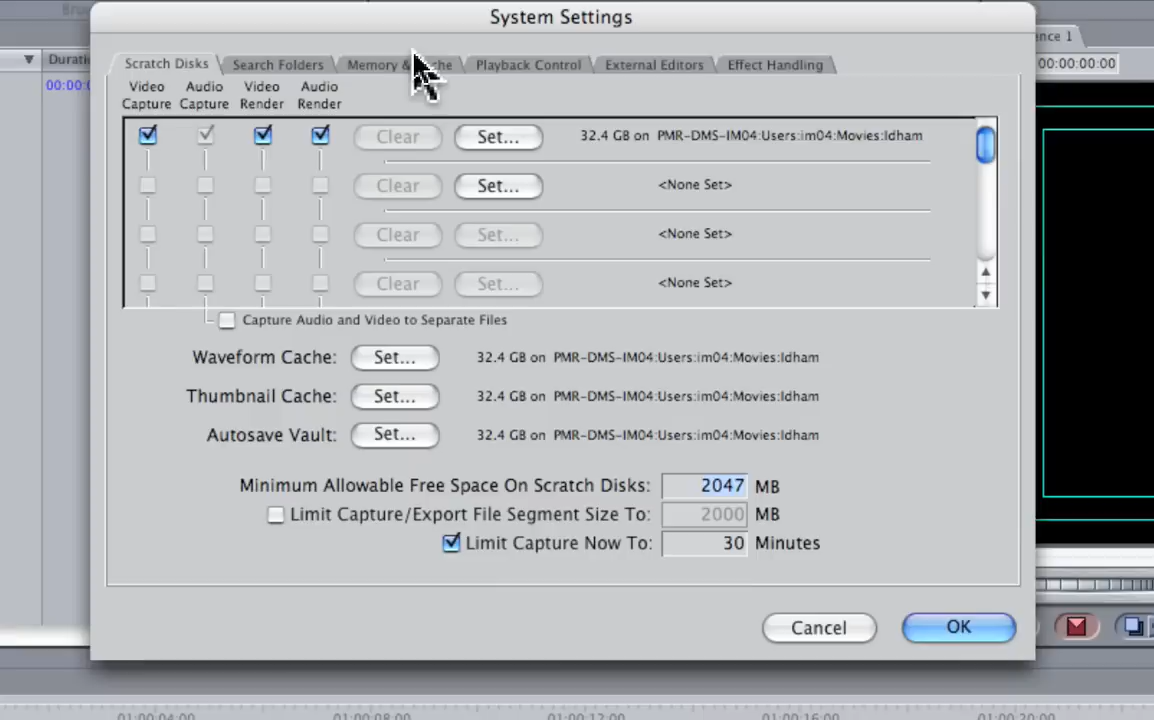 System Settings
ence 1
Durati
00:00:0
00:00:00:00
Scratch Disks Search Folders Memory & che Playback Control External Editors Effect Handling
Video Audio Video Audio
Capture Capture Render Render
Clear Set... 32.4 GB on PMR-DMS-IM04:Users:im04:Movies:Idham
Clear Set... <None Set>
Clear Set... <None Set>
Clear Set... <None Set>
Capture Audio and Video to Separate Files
Waveform Cache: Set... 32.4 GB on PMR-DMS-IM04:Users:im04:Movies:Idham
Thumbnail Cache: Set... 32.4 GB on PMR-DMS-IM04:Users:im04:Movies:Idham
Autosave Vault: Set... 32.4 GB on PMR-DMS-IM04:Users:im04:Movies:Idham
Minimum Allowable Free Space On Scratch Disks: 2047 MB
Limit Capture/Export File Segment Size To: 2000 MB
Limit Capture Now To: 30 Minutes
Cancel OK
01:00:04:00 01:00:08:00 01:00:12:00 01:00:16:00 01:00:20:00